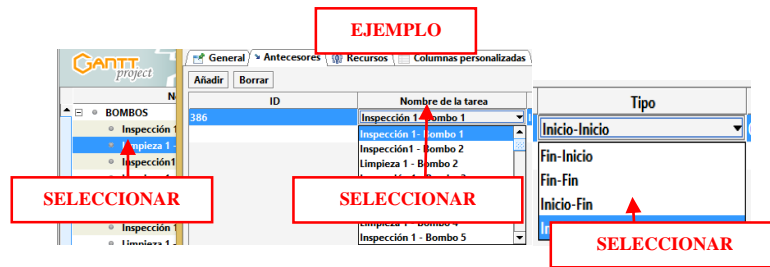 EJEMPLO
GANTT
project
General
Antecesores
Recursos
Columnas personalizadas
Añadir
Borrar
BOMBOS
Inspección 1
Limpieza 1 -
Inspección1
Inspección 1
Limpieza 1 -
SELECCIONAR
ID
Nombre de la tarea
386
Inspección 1- Bombo 1
Inspección 1- Bombo 1
Inspección1 - Bombo 2
Limpieza 1 - Bombo 2
SELECCIONAR
Limpieza 1 - Bombo 4
Inspección 1 - Bombo 5
Tipo
Inicio-Inicio
Fin-Inicio
Fin-Fin
Inicio-Fin
SELECCIONAR